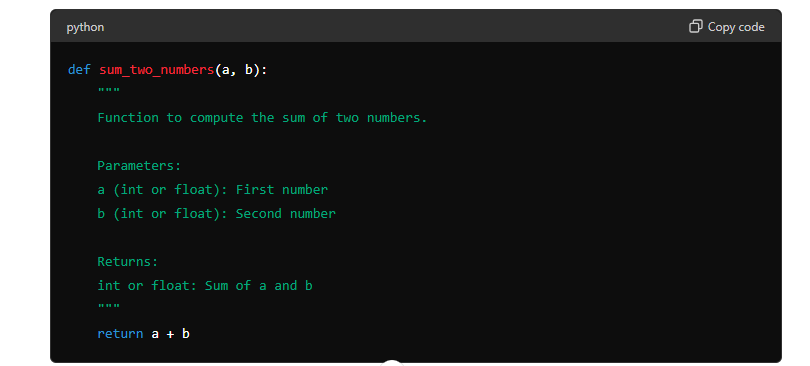 python
Copy code
def sum_two_numbers(a, b):
"""
Function to compute the sum of two numbers.
Parameters:
a (int or float): First number
b (int or float): Second number
Returns:
int or float: Sum of a and b
"""
return a + b